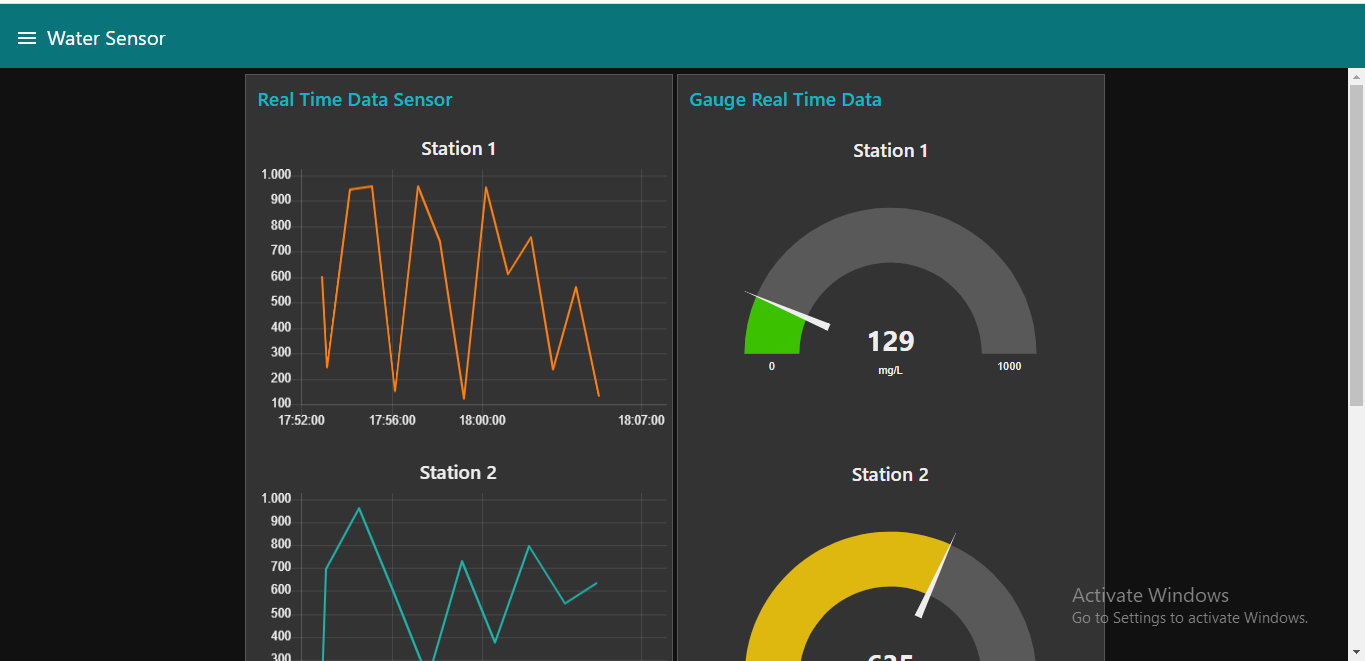 Water Sensor
Real Time Data Sensor
Station 1
1.000
900
800
700
600
500
400
300
200
100
17:52:00 17:56:00 18:00:00 18:07:00
Station 2
1.000
900
800
700
600
500
400
300
Gauge Real Time Data
Station 1
129
mg/L
0 1000
Station 2
Activate Windows
Go to Settings to activate Windows.